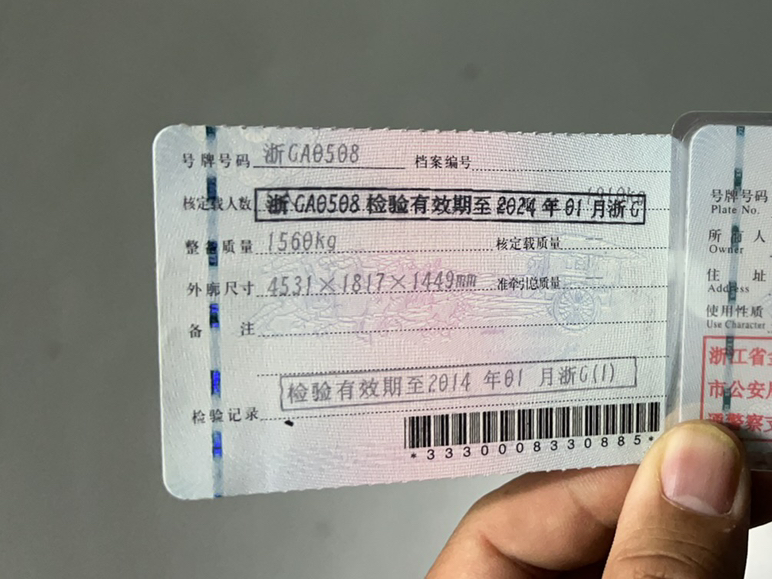 号牌号码 浙GA0508 档案编号
核定载人数 浙GA0508 检验有效期至2024年01月浙G
整备质量 1560kg 核定载质量
外廓尺寸 4531×1817×1449mm 准牵引总质量
备 注
检验有效期至2014 年01 月浙G(1)
检验记录
*3330008330885*
号牌号码
Plate No.
所有人
Owner
住 址
Address
使用性质
Use Character
浙江省
市公安